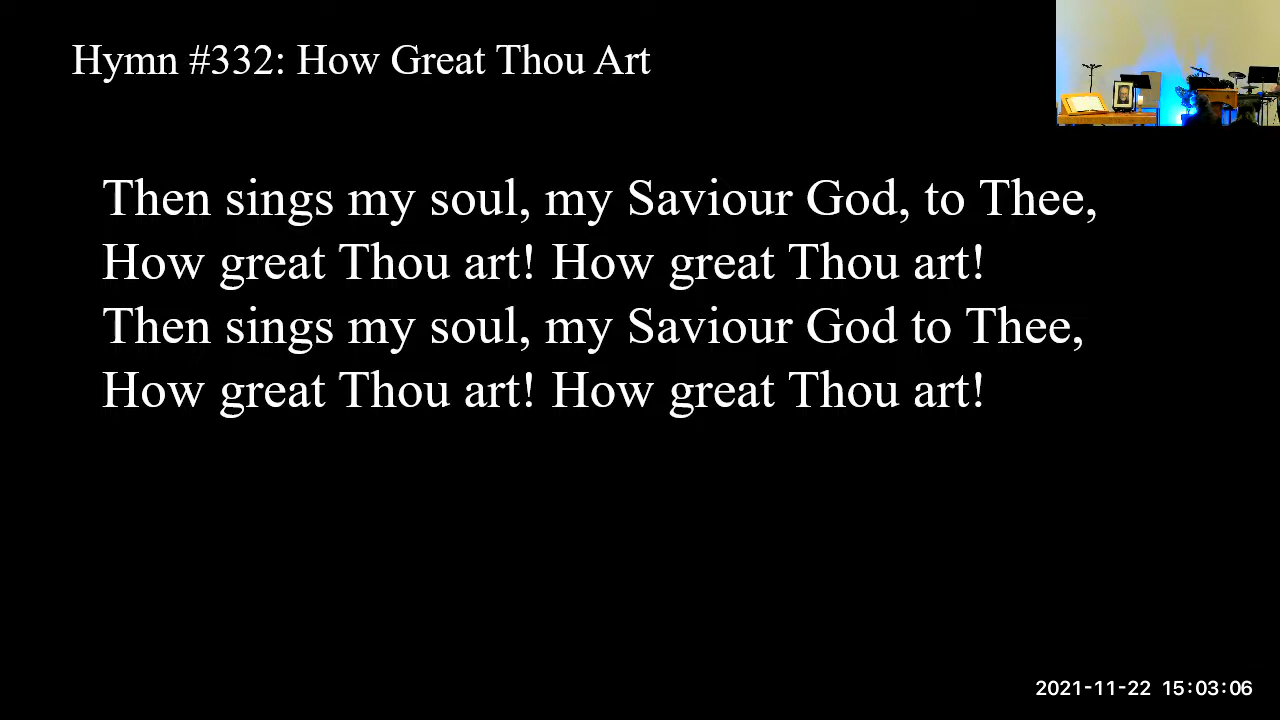 Hymn #332: How Great Thou Art
Then sings my soul, my Saviour God, to Thee,
How great Thou art! How great Thou art!
Then sings my soul, my Saviour God to Thee,
How great Thou art! How great Thou art!
2021-11-22 15:03:06